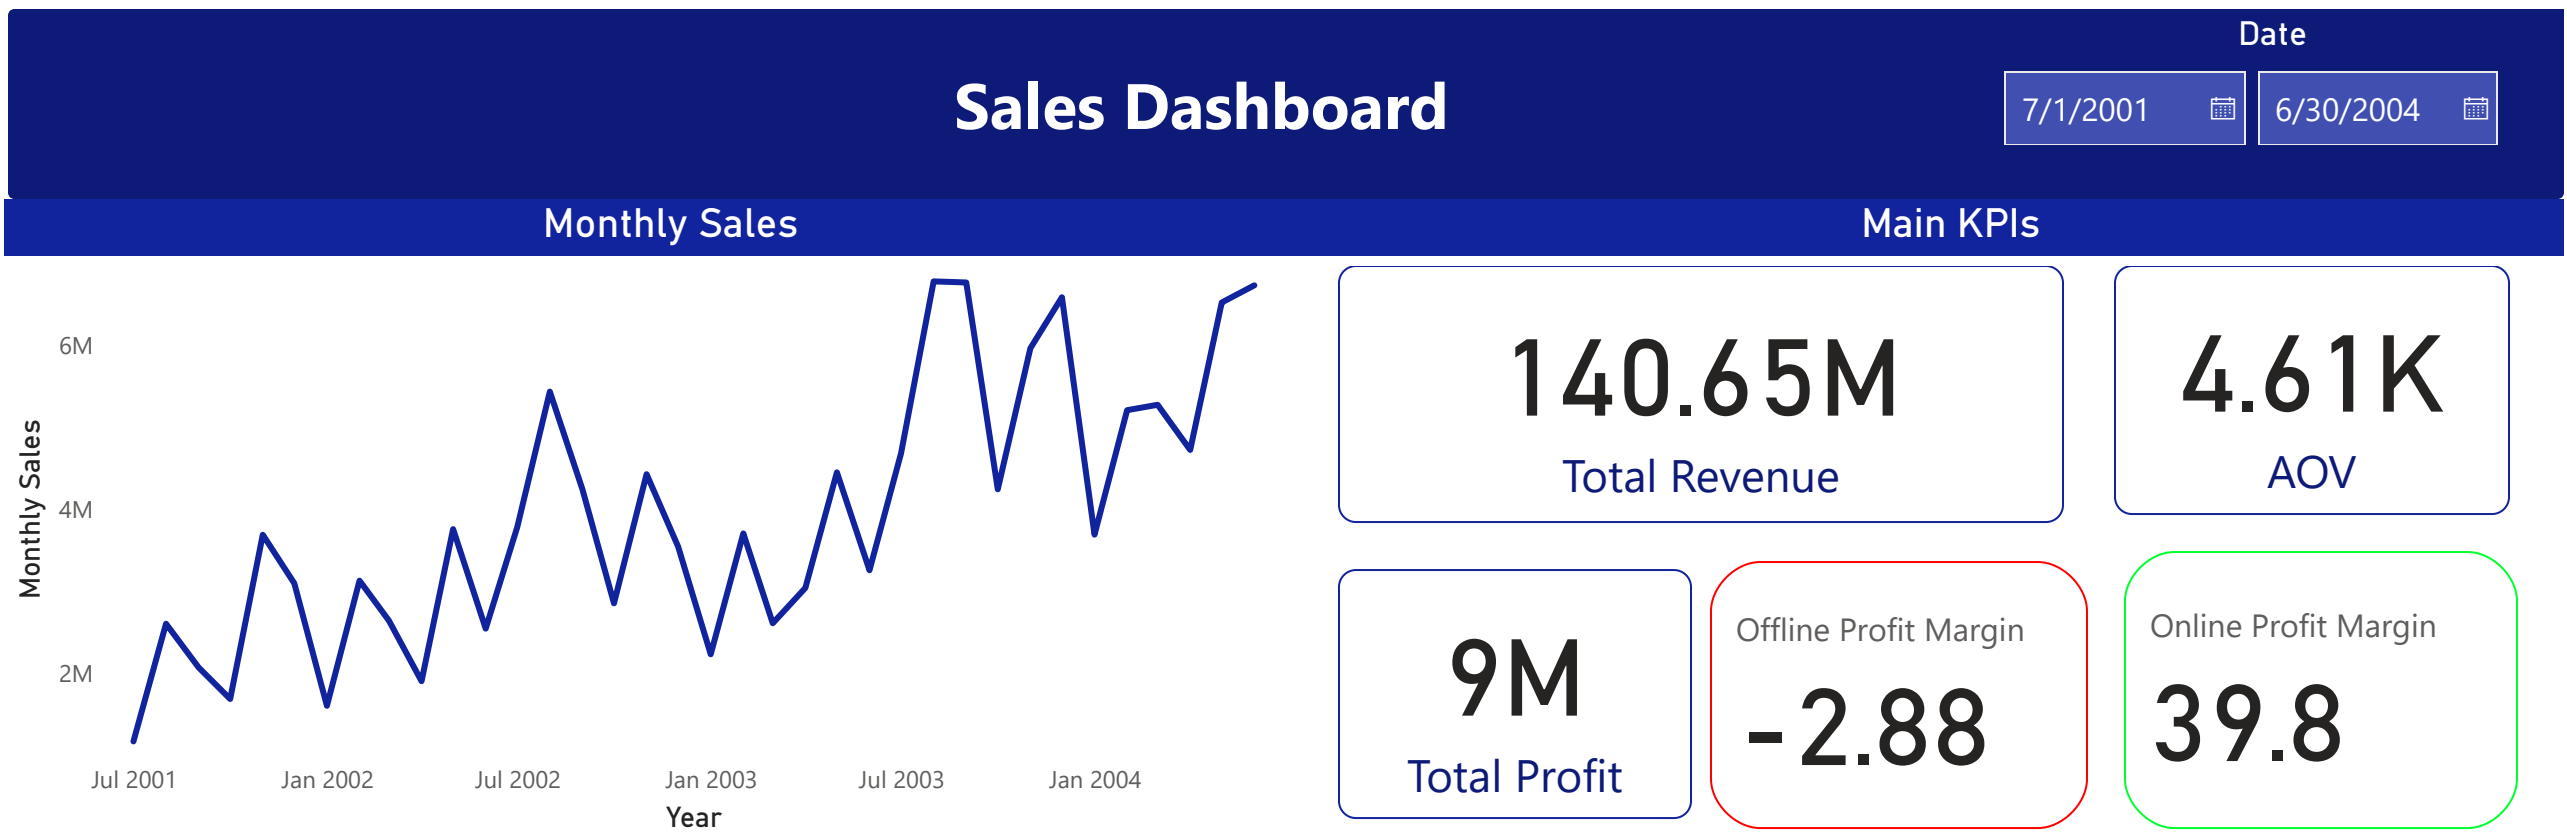 Date
Sales Dashboard
7/1/2001
6/30/2004
Monthly Sales
Main KPIs
6M
4M
2M
Monthly Sales
Jul 2001
Jan 2002
Jul 2002
Jan 2003
Jul 2003
Jan 2004
Year
140.65M
Total Revenue
4.61K
AOV
9M
Total Profit
Offline Profit Margin
-2.88
Online Profit Margin
39.8